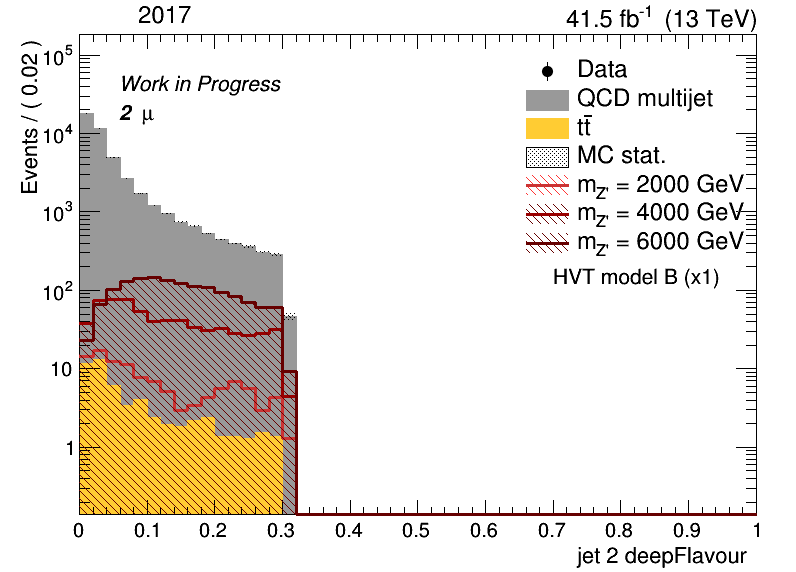 2017
41.5 fb⁻¹ (13 TeV)
Events / ( 0.02 )
10⁵
10⁴
10³
10²
10
1
Work in Progress
2 μ
Data
QCD multijet
tt̄
MC stat.
m_Z' = 2000 GeV
m_Z' = 4000 GeV
m_Z' = 6000 GeV
HVT model B (x1)
0 0.1 0.2 0.3 0.4 0.5 0.6 0.7 0.8 0.9 1
jet 2 deepFlavour